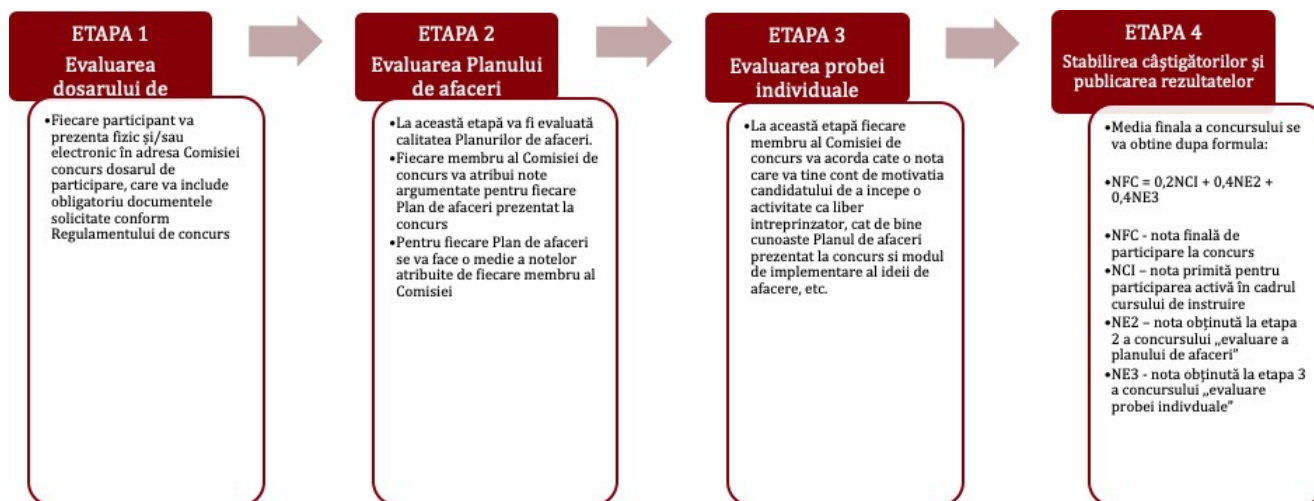 ETAPA 1
Evaluarea
dosarului de
•Fiecare participant va
prezenta fizic și/sau
electronic în adresa Comisiei
concurs dosarul de
participare, care va include
obligatoriu documentele
solicitate conform
Regulamentului de concurs
ETAPA 2
Evaluarea Planului
de afaceri
•La această etapă va fi evaluată
calitatea Planurilor de afaceri.
•Fiecare membru al Comisiei de
concurs va atribui note
argumentate pentru fiecare
Plan de afaceri prezentat la
concurs
•Pentru fiecare Plan de afaceri
se va face o medie a notelor
atribuite de fiecare membru al
Comisiei
ETAPA 3
Evaluarea probei
individuale
•La această etapă fiecare
membru al Comisiei de
concurs va acorda cate o nota
care va tine cont de motivatia
candidatului de a incepe o
activitate ca liber
intreprinzator, cat de bine
cunoaste Planul de afaceri
prezentat la concurs si modul
de implementare al ideii de
afacere, etc.
ETAPA 4
Stabilirea câștigătorilor și
publicarea rezultatelor
•Media finala a concursului se
va obtine dupa formula:
•NFC = 0,2NCI + 0,4NE2 +
0,4NE3
•NFC - nota finală de
participare la concurs
•NCI – nota primită pentru
participarea activă în cadrul
cursului de instruire
•NE2 – nota obținută la etapa
2 a concursului „evaluare a
planului de afaceri”
•NE3 - nota obținută la etapa 3
a concursului „evaluare
probei indivduale”